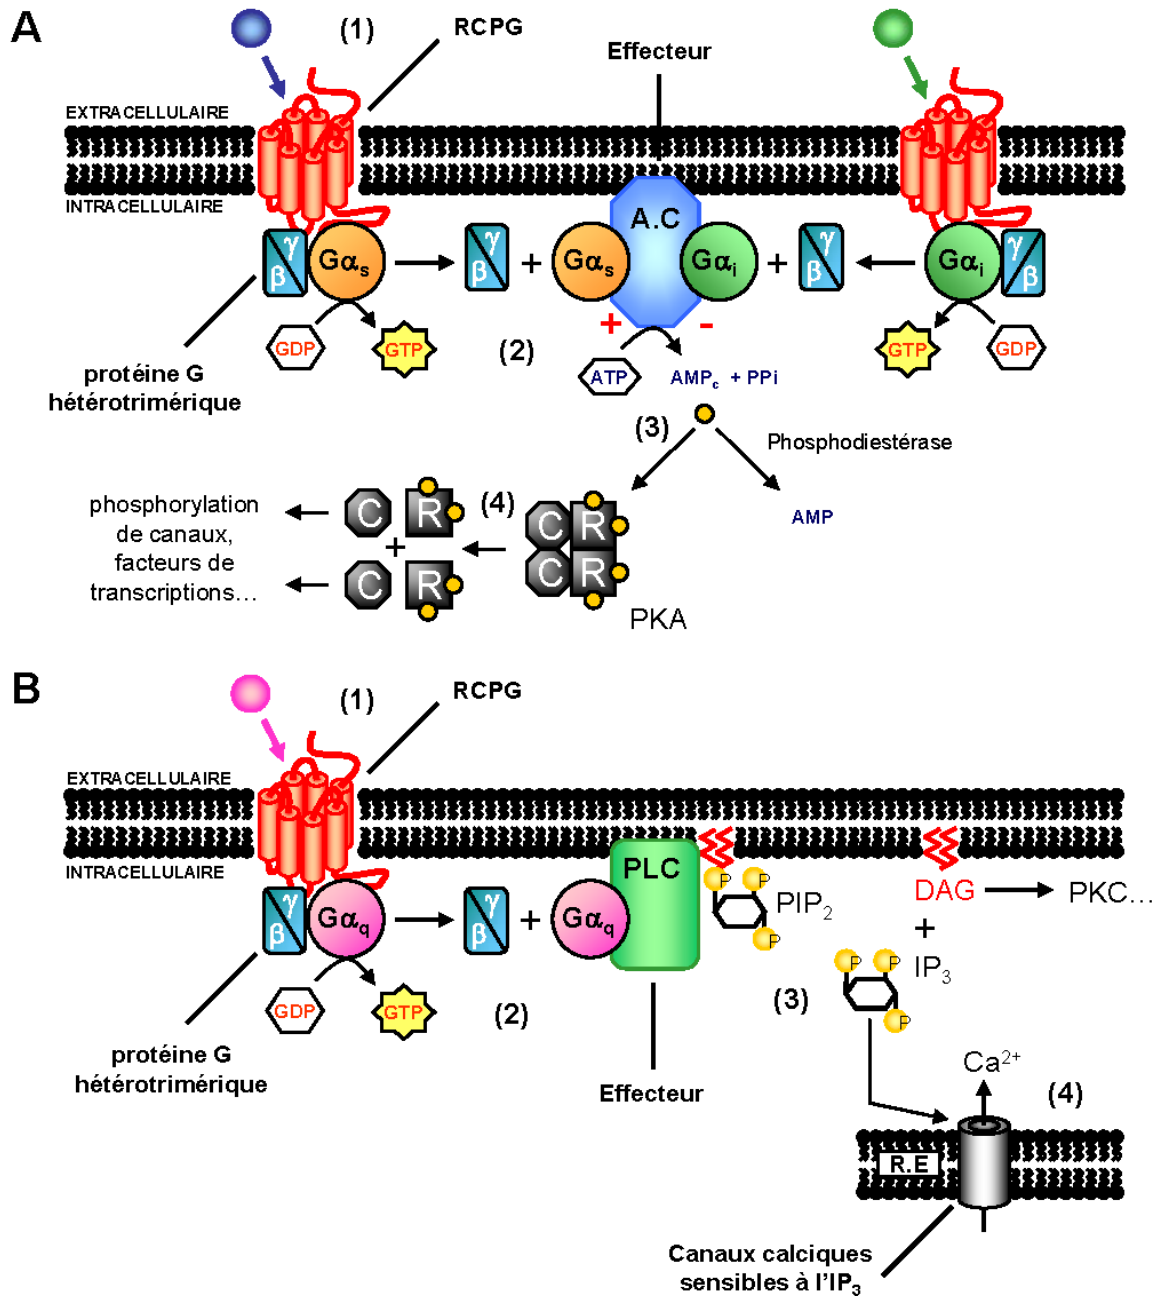 A
(1)
RCPG
Effecteur
EXTRACELLULAIRE
INTRACELLULAIRE
A.C
γ
β
Gαs
γ
β
+
Gαs
Gαi
+
γ
β
Gαi
γ
β
+
-
GDP
GTP
(2)
ATP
AMPc + PPi
GTP
GDP
protéine G
hétérotrimérique
(3)
Phosphodiestérase
AMP
phosphorylation
de canaux,
facteurs de
transcriptions...
C
R
(4)
C
R
+
C
R
C
R
PKA
B
(1)
RCPG
EXTRACELLULAIRE
INTRACELLULAIRE
γ
β
Gαq
γ
β
+
Gαq
PLC
P
P
P
PIP2
DAG
PKC...
+
IP3
P
P
P
GDP
GTP
(2)
(3)
protéine G
hétérotrimérique
Effecteur
Ca2+
(4)
R.E
Canaux calciques
sensibles à l'IP3